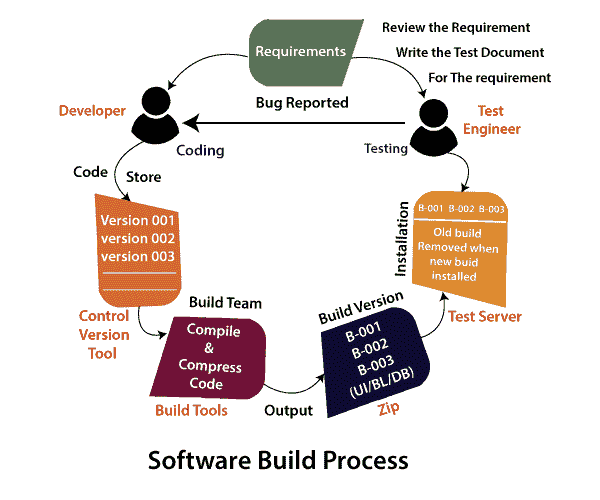 Requirements
Review the Requirement
Write the Test Document
For The requirement
Bug Reported
Developer
Coding
Test
Engineer
Testing
Code
Store
Version 001
version 002
version 003
Control
Version
Tool
Build Team
Compile
&
Compress
Code
Build Tools
Output
Build Version
B-001
B-002
B-003
(UI/BL/DB)
Zip
Installation
B-001 B-002 B-003
Old build
Removed when
new buid
installed
Test Server
Software Build Process